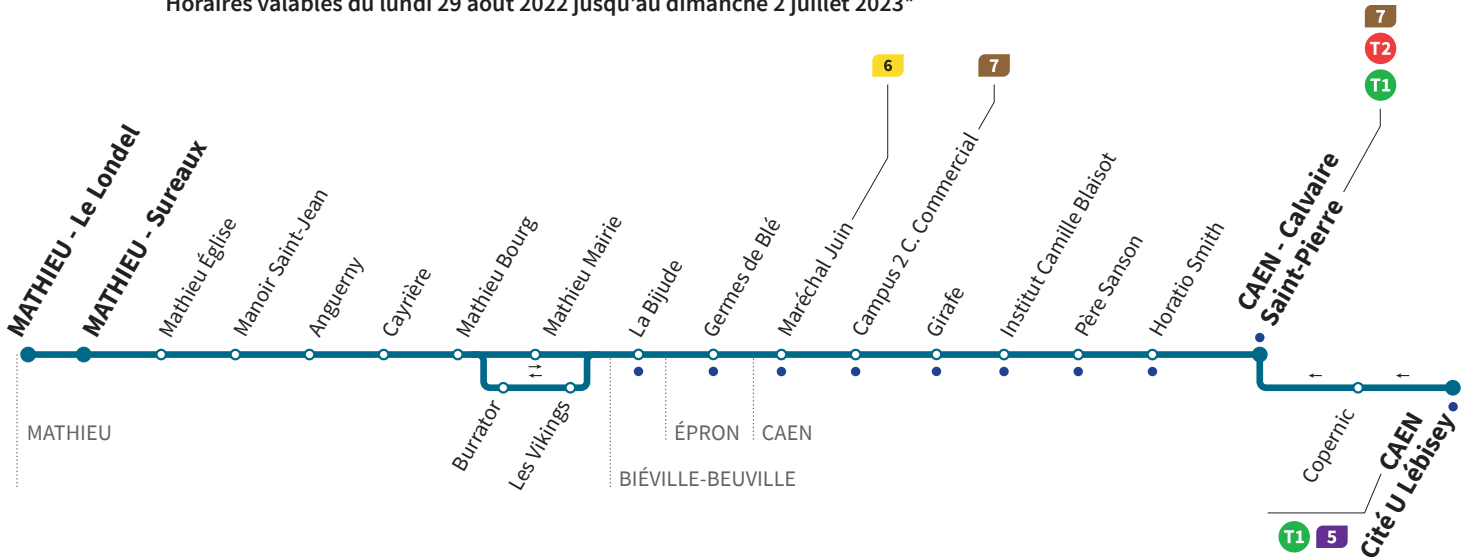 Horaires valables du lundi 29 août 2022 jusqu'au dimanche 2 juillet 2023*
7
T2
T1
6
7
MATHIEU - Le Londel
MATHIEU - Sureaux
Mathieu Église
Manoir Saint-Jean
Anguerny
Cayrière
Mathieu Bourg
Mathieu Mairie
La Bijude
Germes de Blé
Maréchal Juin
Campus 2 C. Commercial
Girafe
Institut Camille Blaisot
Père Sanson
Horatio Smith
CAEN - Calvaire
Saint-Pierre
Burrator
Les Vikings
Copernic
CAEN
Cité U Lébisey
MATHIEU
ÉPRON
CAEN
BIÉVILLE-BEUVILLE
T1
5